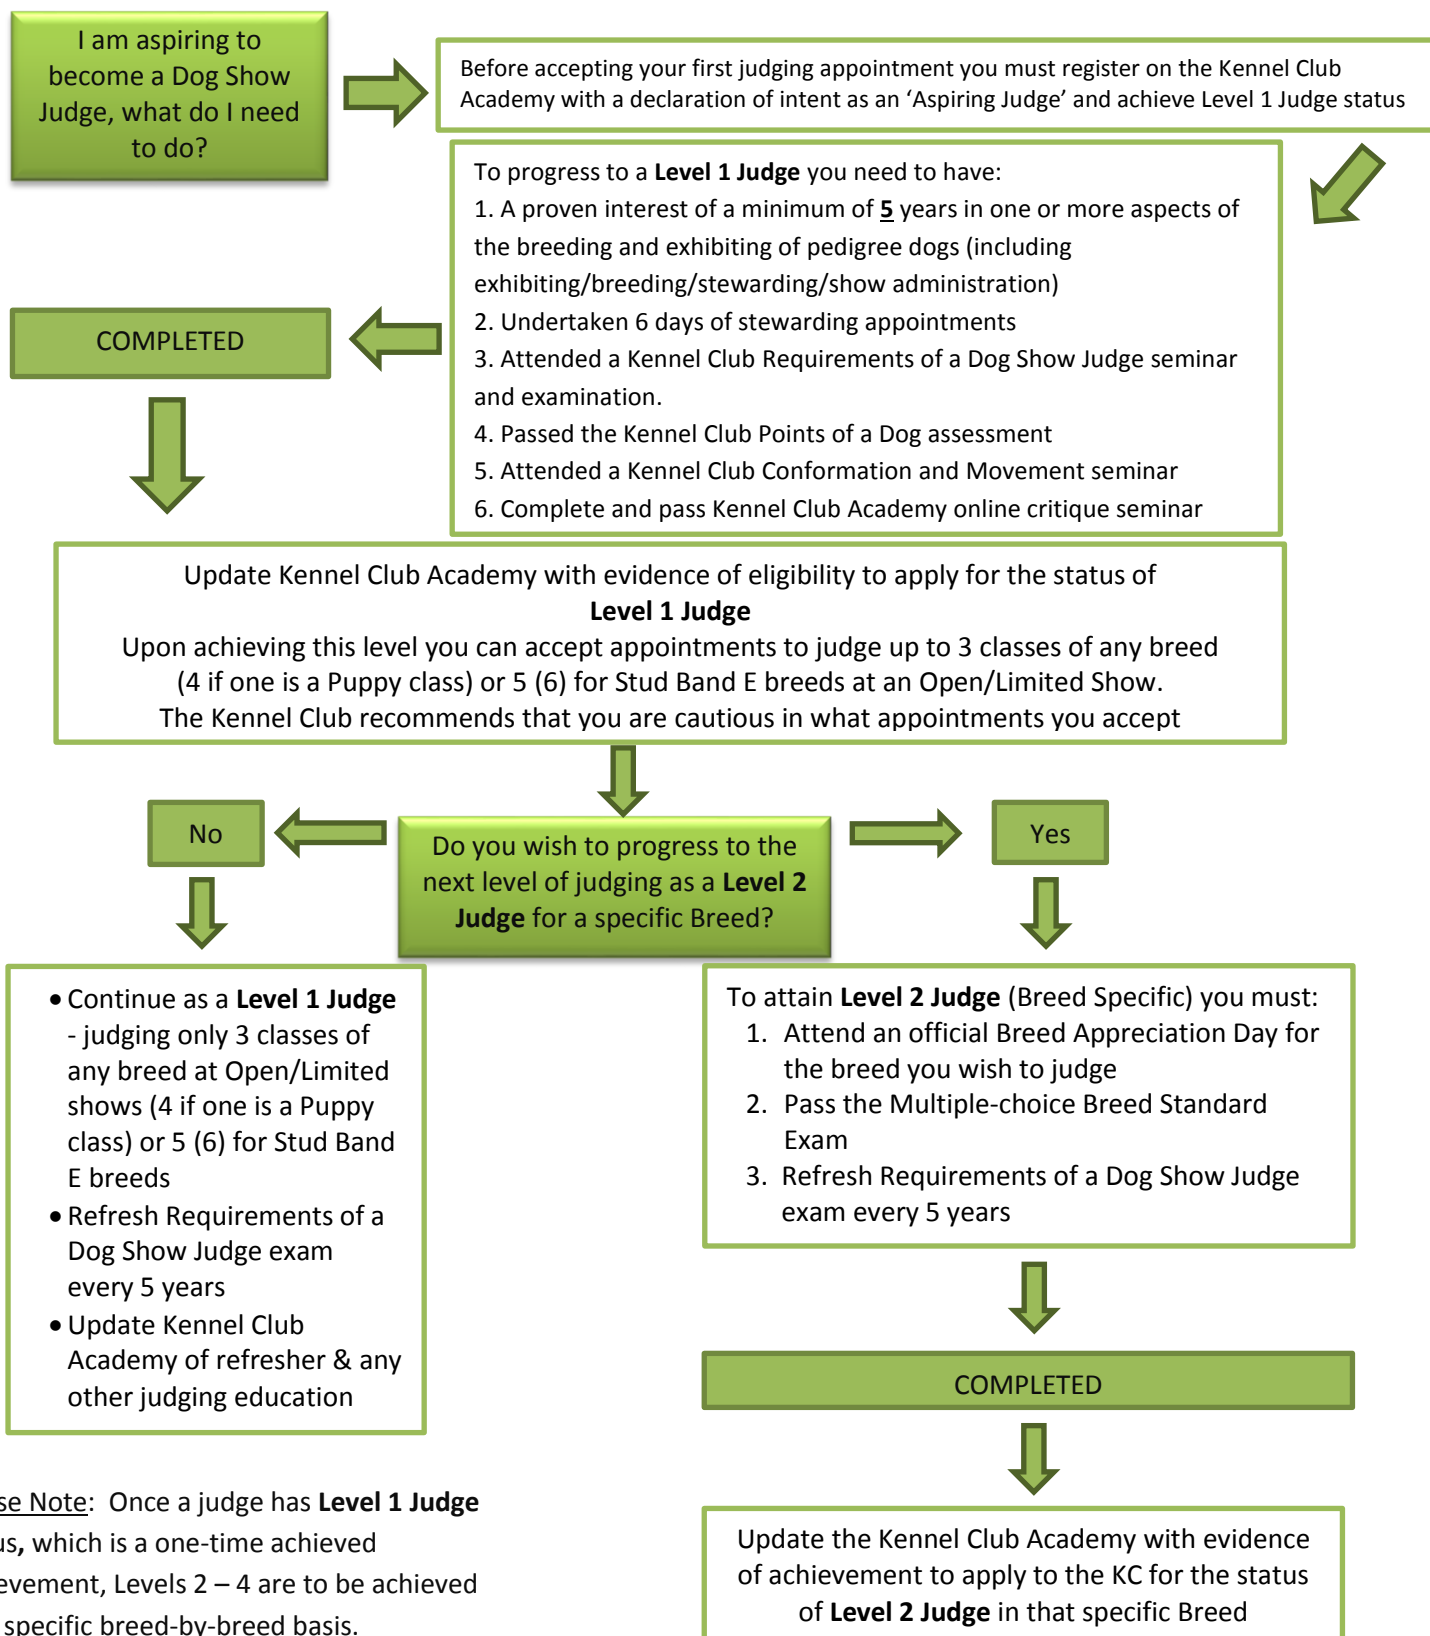 I am aspiring to
become a Dog Show
Judge, what do I need
to do?
Before accepting your first judging appointment you must register on the Kennel Club
Academy with a declaration of intent as an ‘Aspiring Judge’ and achieve Level 1 Judge status
To progress to a Level 1 Judge you need to have:
1. A proven interest of a minimum of 5 years in one or more aspects of
the breeding and exhibiting of pedigree dogs (including
exhibiting/breeding/stewarding/show administration)
2. Undertaken 6 days of stewarding appointments
3. Attended a Kennel Club Requirements of a Dog Show Judge seminar
and examination.
4. Passed the Kennel Club Points of a Dog assessment
5. Attended a Kennel Club Conformation and Movement seminar
6. Complete and pass Kennel Club Academy online critique seminar
COMPLETED
Update Kennel Club Academy with evidence of eligibility to apply for the status of
Level 1 Judge
Upon achieving this level you can accept appointments to judge up to 3 classes of any breed
(4 if one is a Puppy class) or 5 (6) for Stud Band E breeds at an Open/Limited Show.
The Kennel Club recommends that you are cautious in what appointments you accept
Do you wish to progress to the
next level of judging as a Level 2
Judge for a specific Breed?
No
Yes
• Continue as a Level 1 Judge
- judging only 3 classes of
any breed at Open/Limited
shows (4 if one is a Puppy
class) or 5 (6) for Stud Band
E breeds
• Refresh Requirements of a
Dog Show Judge exam
every 5 years
• Update Kennel Club
Academy of refresher & any
other judging education
To attain Level 2 Judge (Breed Specific) you must:
1. Attend an official Breed Appreciation Day for
the breed you wish to judge
2. Pass the Multiple-choice Breed Standard
Exam
3. Refresh Requirements of a Dog Show Judge
exam every 5 years
COMPLETED
Update the Kennel Club Academy with evidence
of achievement to apply to the KC for the status
of Level 2 Judge in that specific Breed
se Note: Once a judge has Level 1 Judge
us, which is a one-time achieved
evement, Levels 2 – 4 are to be achieved
specific breed-by-breed basis.